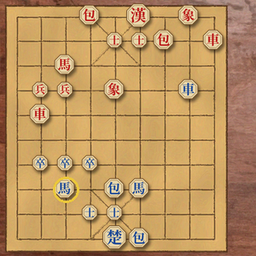 包 漢 象
士 士 包 車
馬
兵 兵 象 車
車
卒 卒 卒
馬 包 馬
士 士
楚 包